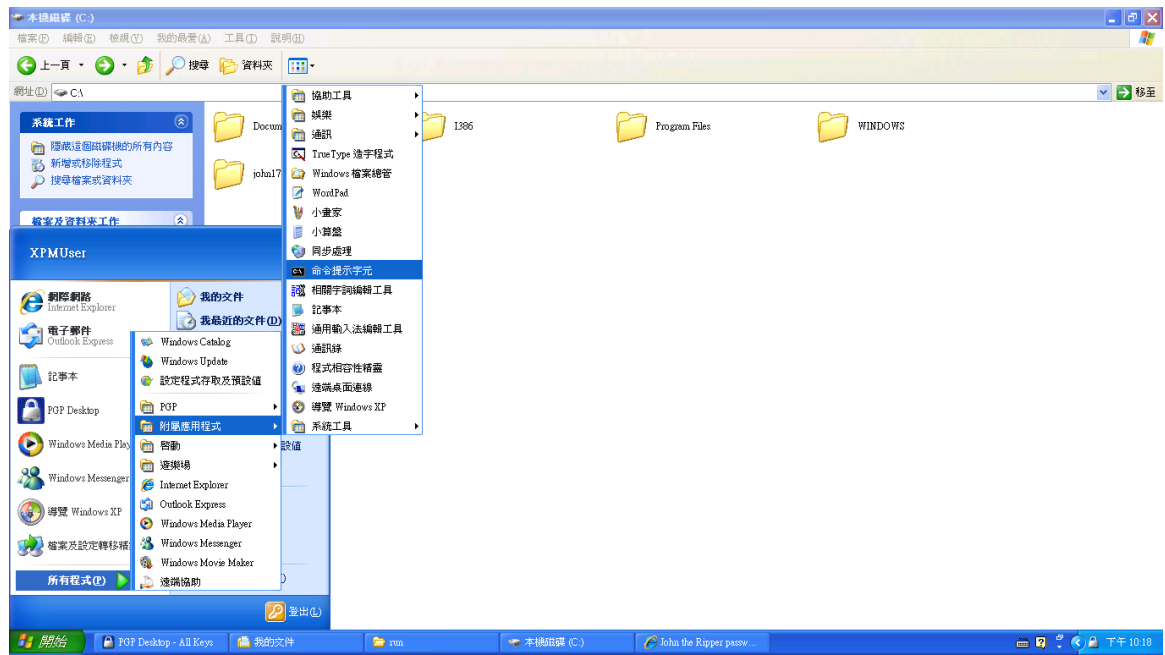 本機磁碟 (C:)
檔案(F) 編輯(E) 檢視(V) 我的最愛(A) 工具(T) 說明(H)
上一頁 搜尋 資料夾
網址(D) C:\ 移至
系統工作
隱藏這個磁碟機的所有內容
新增或移除程式
搜尋檔案或資料夾
檔案及資料夾工作
Docum
I386
Program Files
WINDOWS
john17
XPMUser
網際網路
Internet Explorer
電子郵件
Outlook Express
記事本
PGP Desktop
Windows Media Play
Windows Messenger
導覽 Windows XP
檔案及設定轉移精
所有程式(P)
我的文件
我最近的文件(D)
設值
登出(L)
Windows Catalog
Windows Update
設定程式存取及預設值
PGP
附屬應用程式
啟動
遊樂場
Internet Explorer
Outlook Express
Windows Media Player
Windows Messenger
Windows Movie Maker
遠端協助
協助工具
娛樂
通訊
TrueType 造字程式
Windows 檔案總管
WordPad
小畫家
小算盤
同步處理
命令提示字元
相關字詞編輯工具
記事本
通用輸入法編輯工具
通訊錄
程式相容性精靈
遠端桌面連線
導覽 Windows XP
系統工具
開始 PGP Desktop - All Keys 我的文件 run 本機磁碟 (C:) John the Ripper passw... 下午 10:18